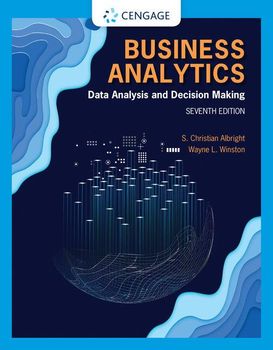 CENGAGE
BUSINESS
ANALYTICS
Data Analysis and Decision Making
SEVENTH EDITION
S. Christian Albright
Wayne L. Winston